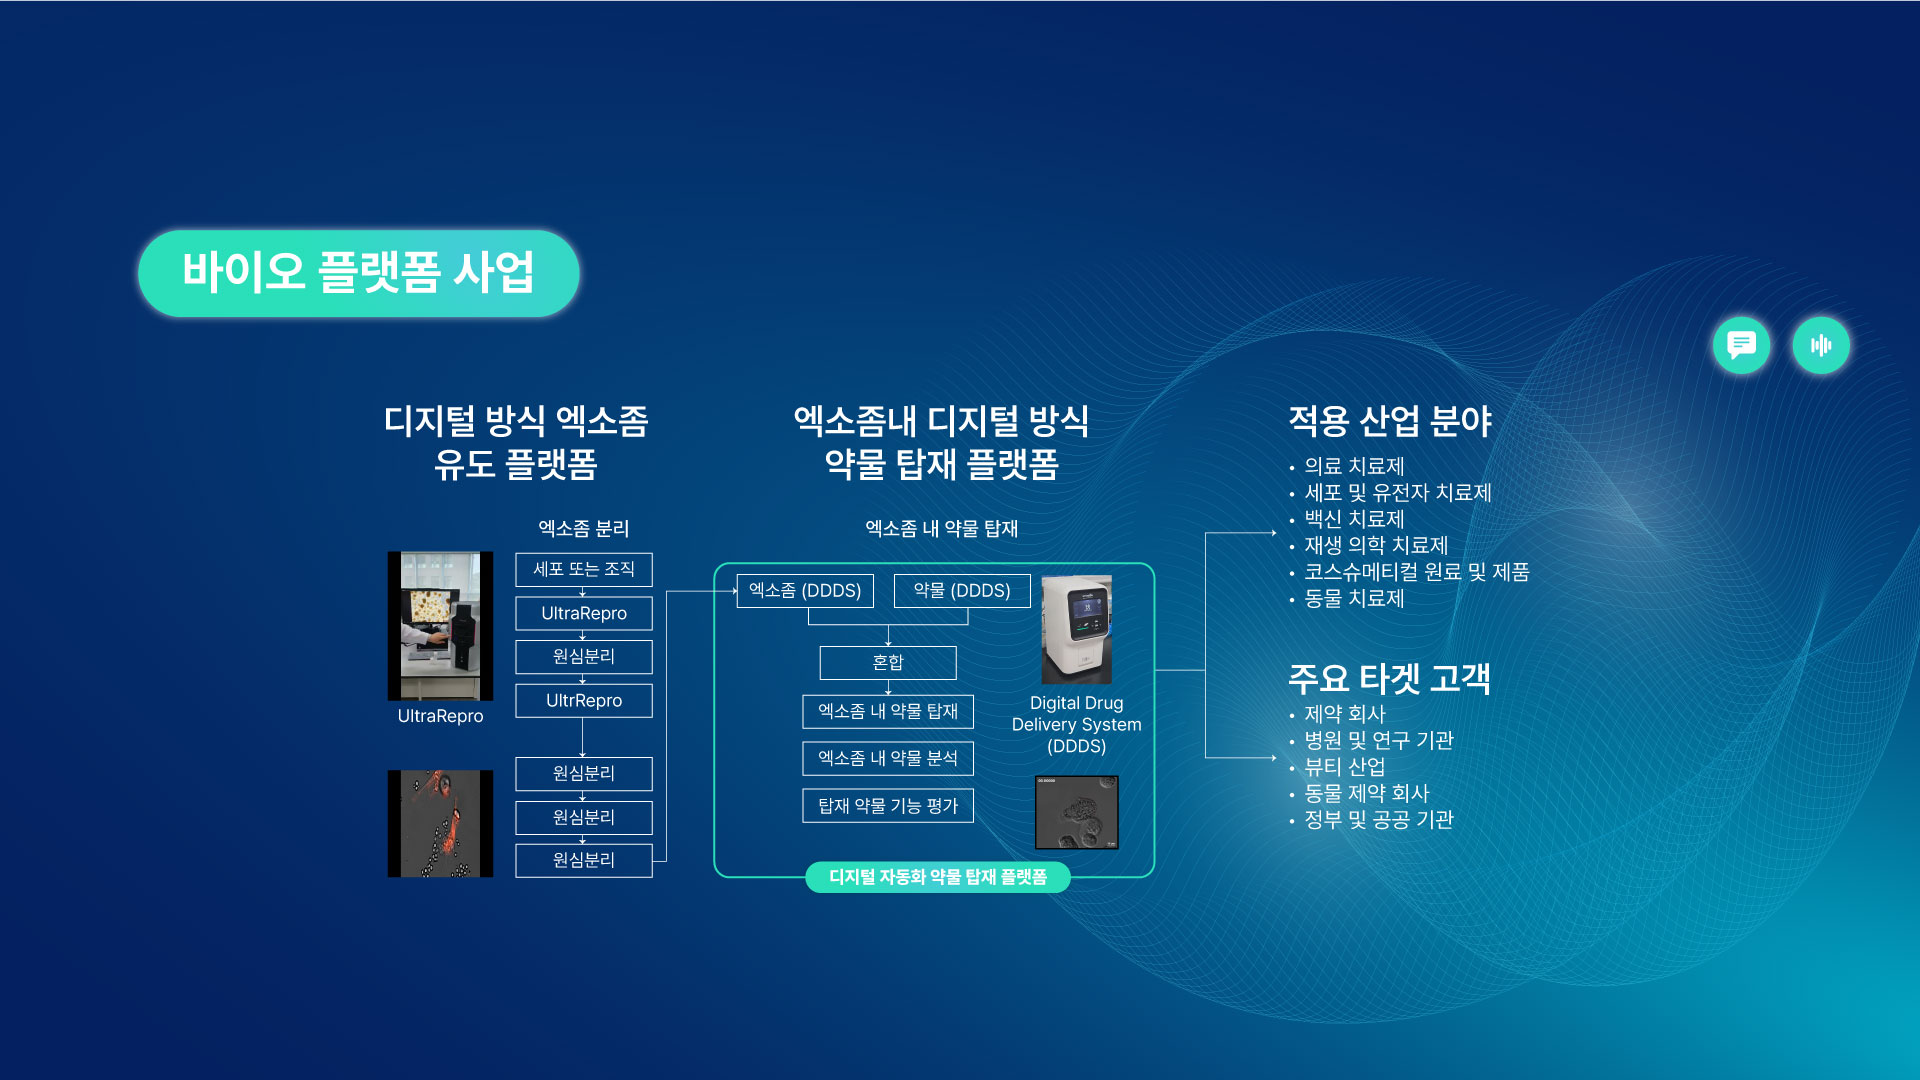 바이오 플랫폼 사업
디지털 방식 엑소좀
유도 플랫폼
엑소좀 분리
세포 또는 조직
UltraRepro
원심분리
UltrRepro
원심분리
원심분리
원심분리
UltraRepro
엑소좀내 디지털 방식
약물 탑재 플랫폼
엑소좀 내 약물 탑재
엑소좀 (DDDS)
약물 (DDDS)
혼합
엑소좀 내 약물 탑재
엑소좀 내 약물 분석
탑재 약물 기능 평가
Digital Drug
Delivery System
(DDDS)
디지털 자동화 약물 탑재 플랫폼
적용 산업 분야
• 의료 치료제
• 세포 및 유전자 치료제
• 백신 치료제
• 재생 의학 치료제
• 코스슈메티컬 원료 및 제품
• 동물 치료제
주요 타겟 고객
• 제약 회사
• 병원 및 연구 기관
• 뷰티 산업
• 동물 제약 회사
• 정부 및 공공 기관